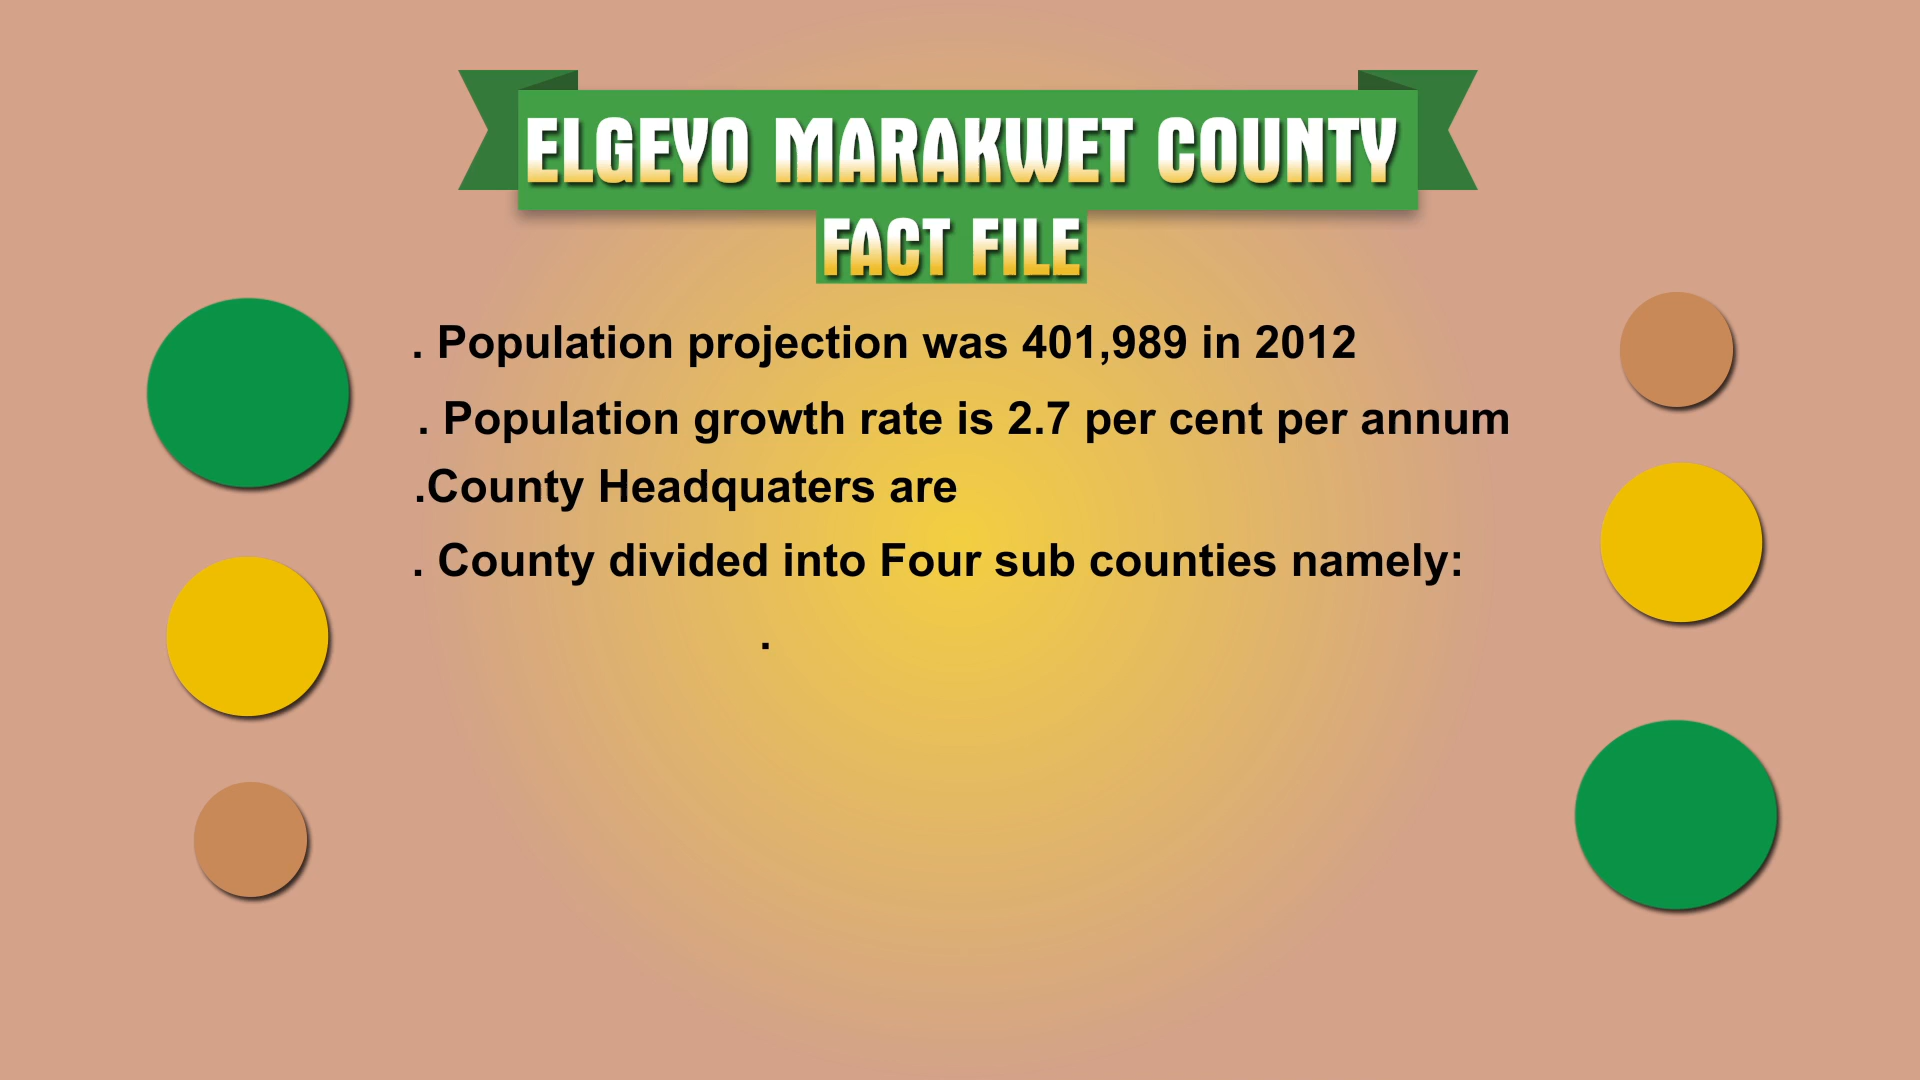 ELGEYO MARAKWET COUNTY
FACT FILE
. Population projection was 401,989 in 2012
. Population growth rate is 2.7 per cent per annum
.County Headquaters are
. County divided into Four sub counties namely:
.